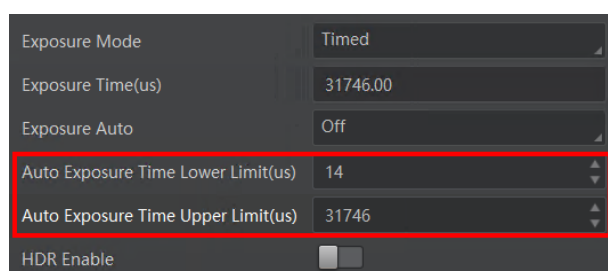 Exposure Mode Timed
Exposure Time(us) 31746.00
Exposure Auto Off
Auto Exposure Time Lower Limit(us) 14
Auto Exposure Time Upper Limit(us) 31746
HDR Enable